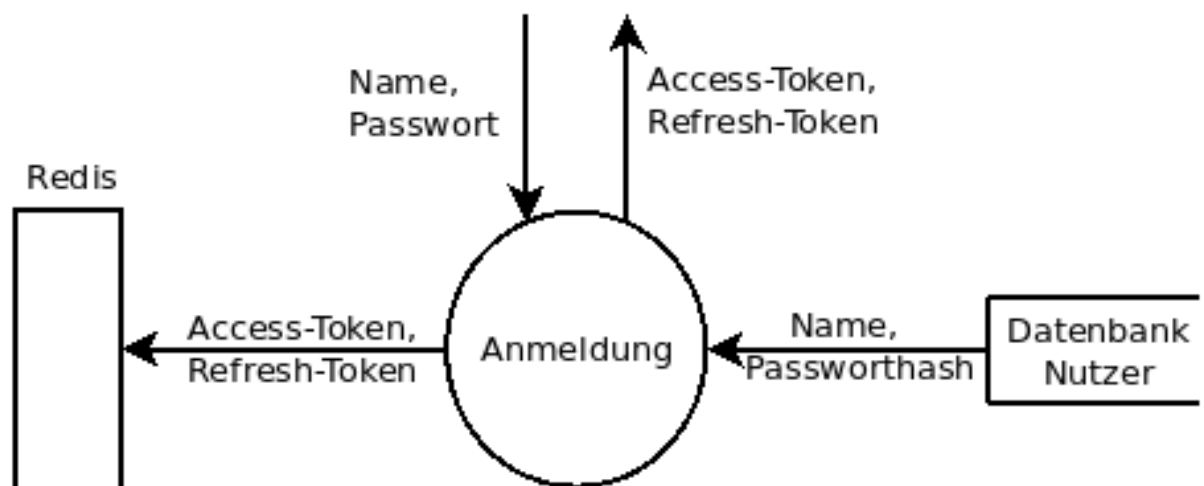 Name,
Passwort
Access-Token,
Refresh-Token
Redis
Access-Token,
Refresh-Token
Anmeldung
Name,
Passworthash
Datenbank
Nutzer